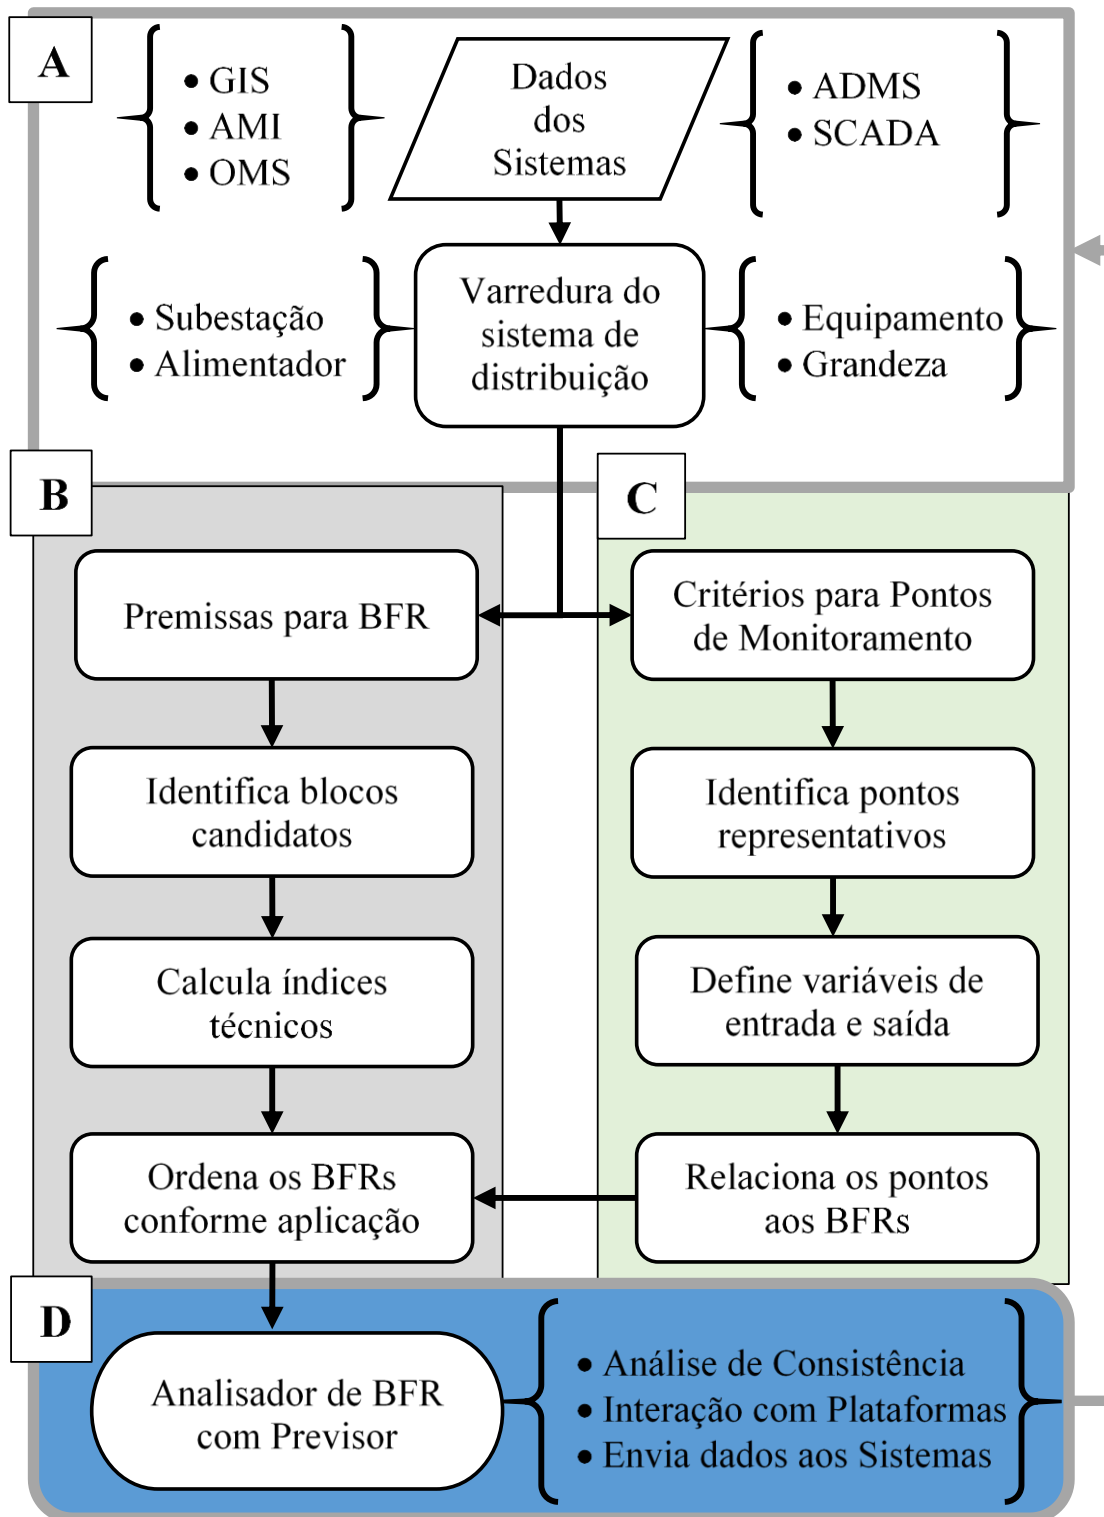 A
• GIS
• AMI
• OMS
Dados
dos
Sistemas
• ADMS
• SCADA
• Subestação
• Alimentador
Varredura do
sistema de
distribuição
• Equipamento
• Grandeza
B
Premissas para BFR
Identifica blocos
candidatos
Calcula índices
técnicos
Ordena os BFRs
conforme aplicação
C
Critérios para Pontos
de Monitoramento
Identifica pontos
representativos
Define variáveis de
entrada e saída
Relaciona os pontos
aos BFRs
D
Analisador de BFR
com Previsor
• Análise de Consistência
• Interação com Plataformas
• Envia dados aos Sistemas